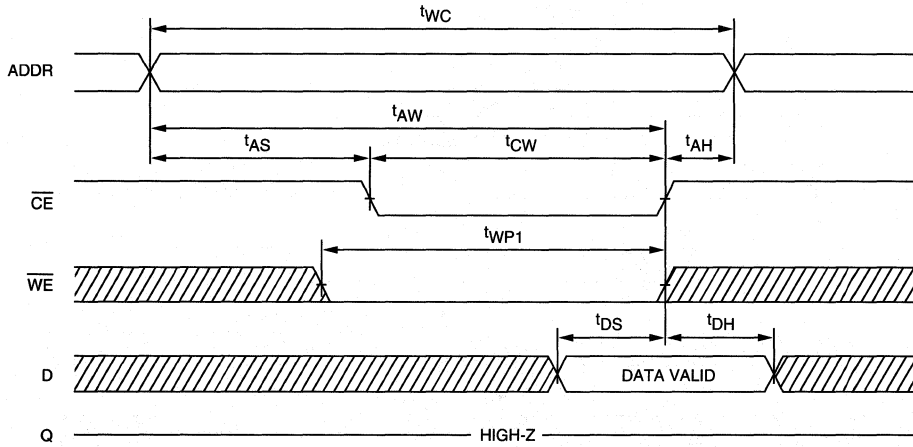 tWC
ADDR
tAW
tAS tCW tAH
CE
tWP1
WE
tDS tDH
D DATA VALID
Q HIGH-Z